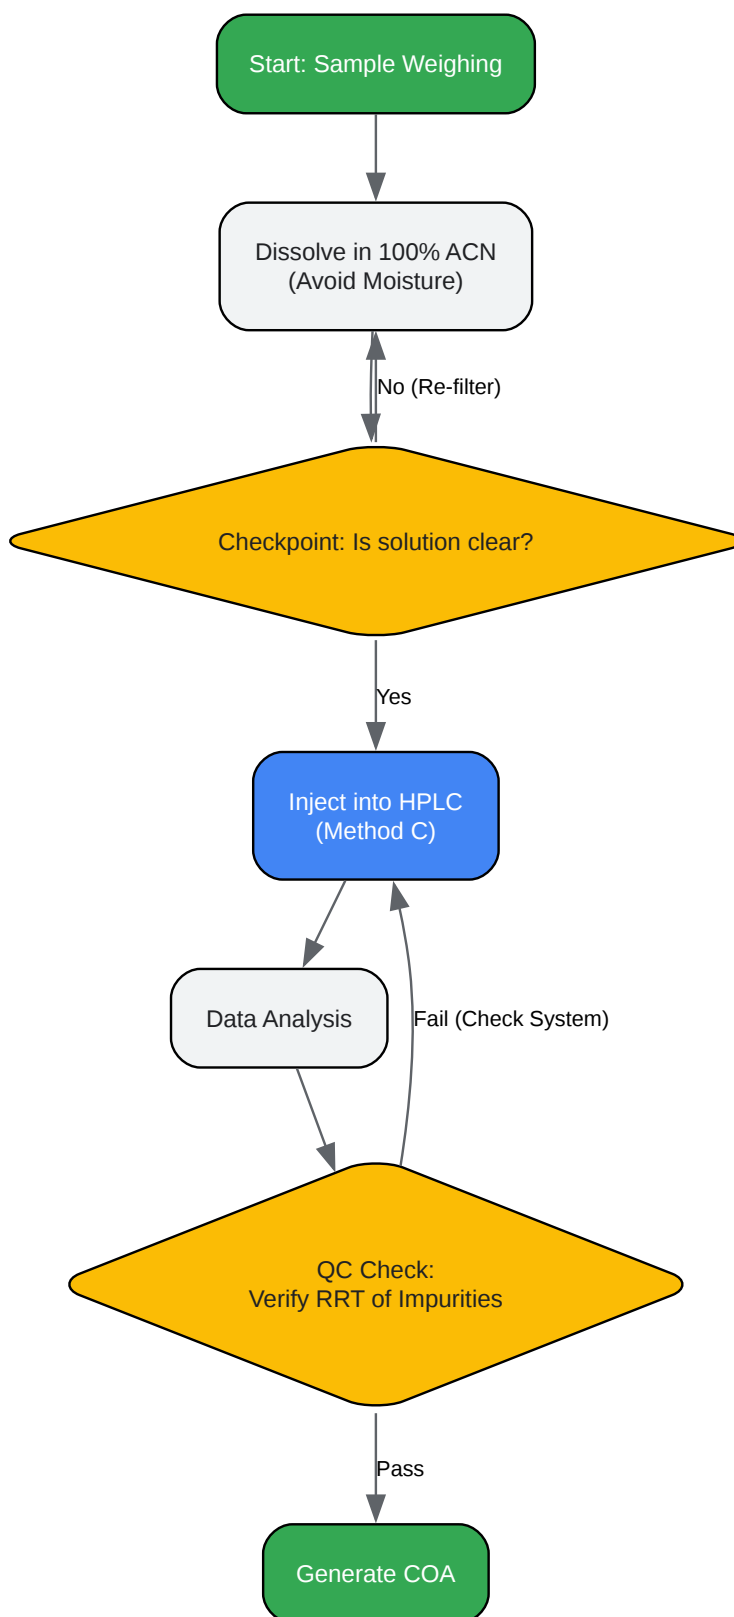 Start: Sample Weighing
Dissolve in 100% ACN
(Avoid Moisture)
No (Re-filter)
Checkpoint: Is solution clear?
Yes
Inject into HPLC
(Method C)
Data Analysis
Fail (Check System)
QC Check:
Verify RRT of Impurities
Pass
Generate COA